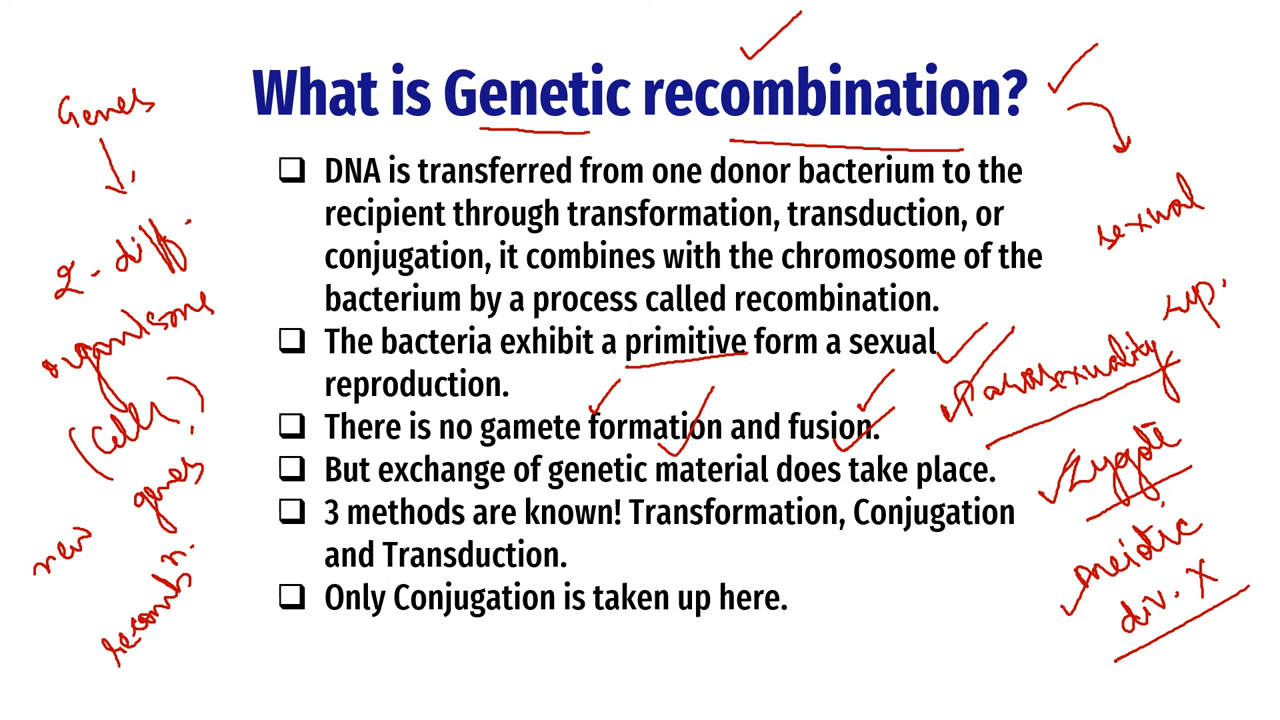 What is Genetic recombination?
DNA is transferred from one donor bacterium to the
recipient through transformation, transduction, or
conjugation, it combines with the chromosome of the
bacterium by a process called recombination.
The bacteria exhibit a primitive form a sexual
reproduction.
There is no gamete formation and fusion.
But exchange of genetic material does take place.
3 methods are known! Transformation, Conjugation
and Transduction.
Only Conjugation is taken up here.
Genes
2 - diff.
organisms
(Cells)
new genes
recombn.
sexual
rep.
Parasexuality
Zygote
meiotic
div. X